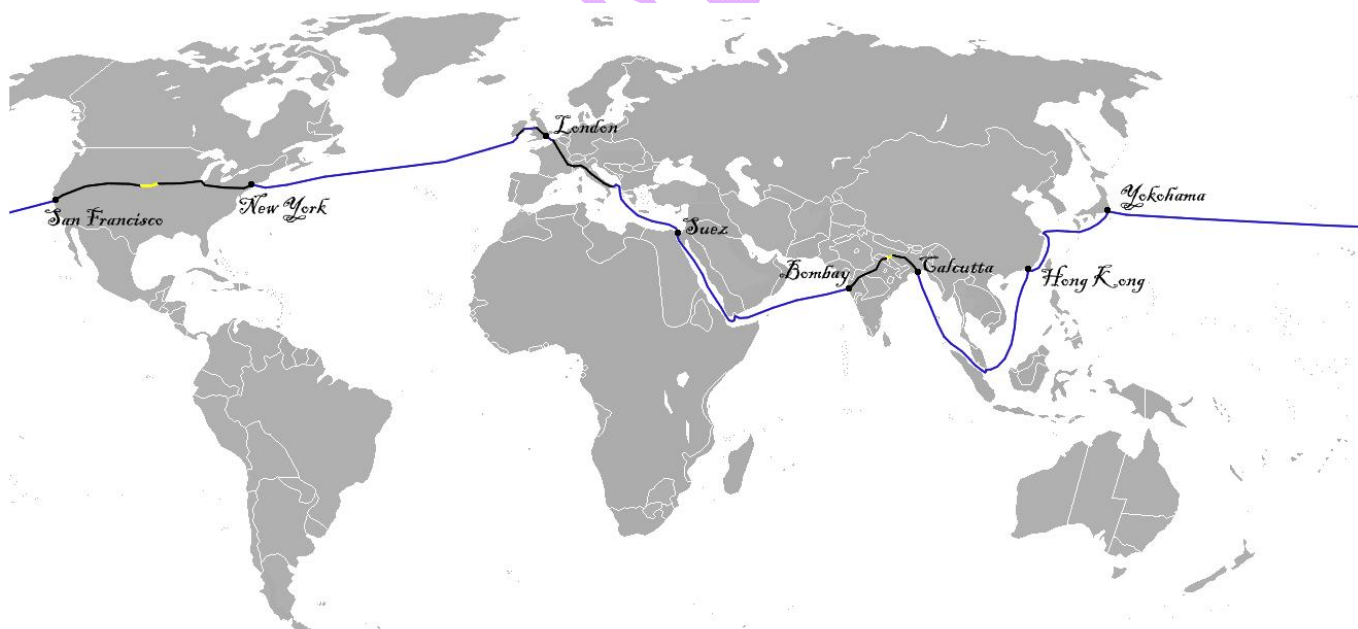 London
New York
San Francisco
Suez
Bombay
Calcutta
Hong Kong
Yokohama